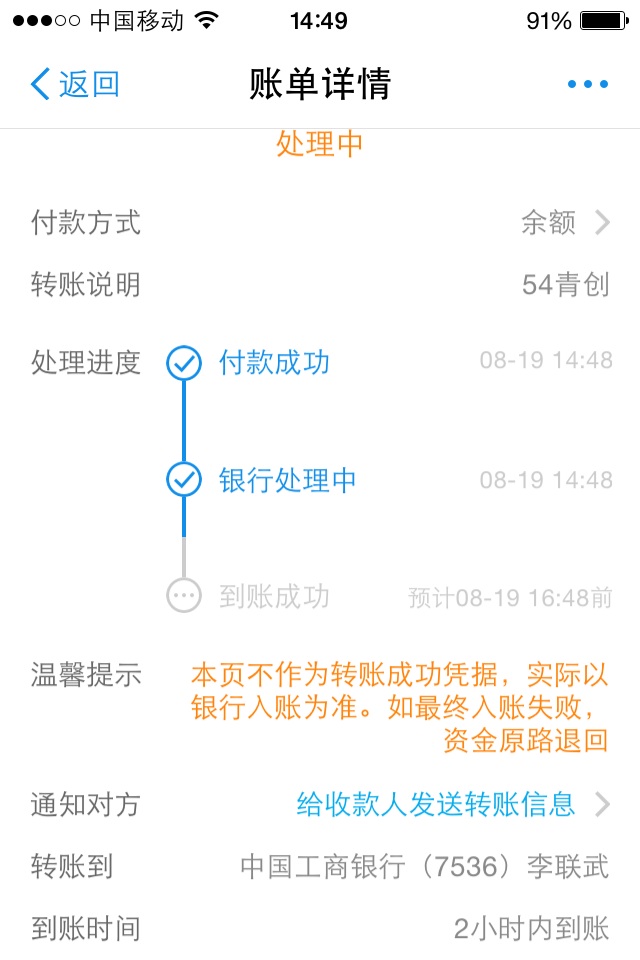 中国移动 14:49 91%
返回 账单详情
处理中
付款方式 余额
转账说明 54青创
处理进度 付款成功 08-19 14:48
银行处理中 08-19 14:48
到账成功 预计08-19 16:48前
温馨提示 本页不作为转账成功凭据，实际以
银行入账为准。如最终入账失败，
资金原路退回
通知对方 给收款人发送转账信息
转账到 中国工商银行（7536）李联武
到账时间 2小时内到账